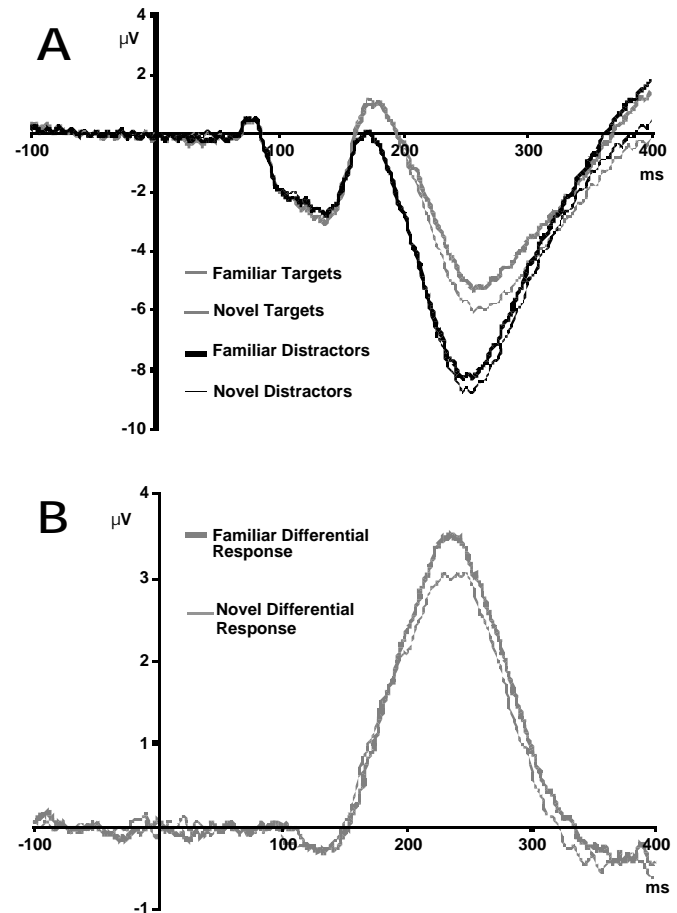 A
µV
4
2
-100
100
200
300
400
ms
-2
-4
-6
-8
-10
Familiar Targets
Novel Targets
Familiar Distractors
Novel Distractors
B
µV
4
3
2
1
-100
100
200
300
400
ms
-1
Familiar Differential
Response
Novel Differential
Response